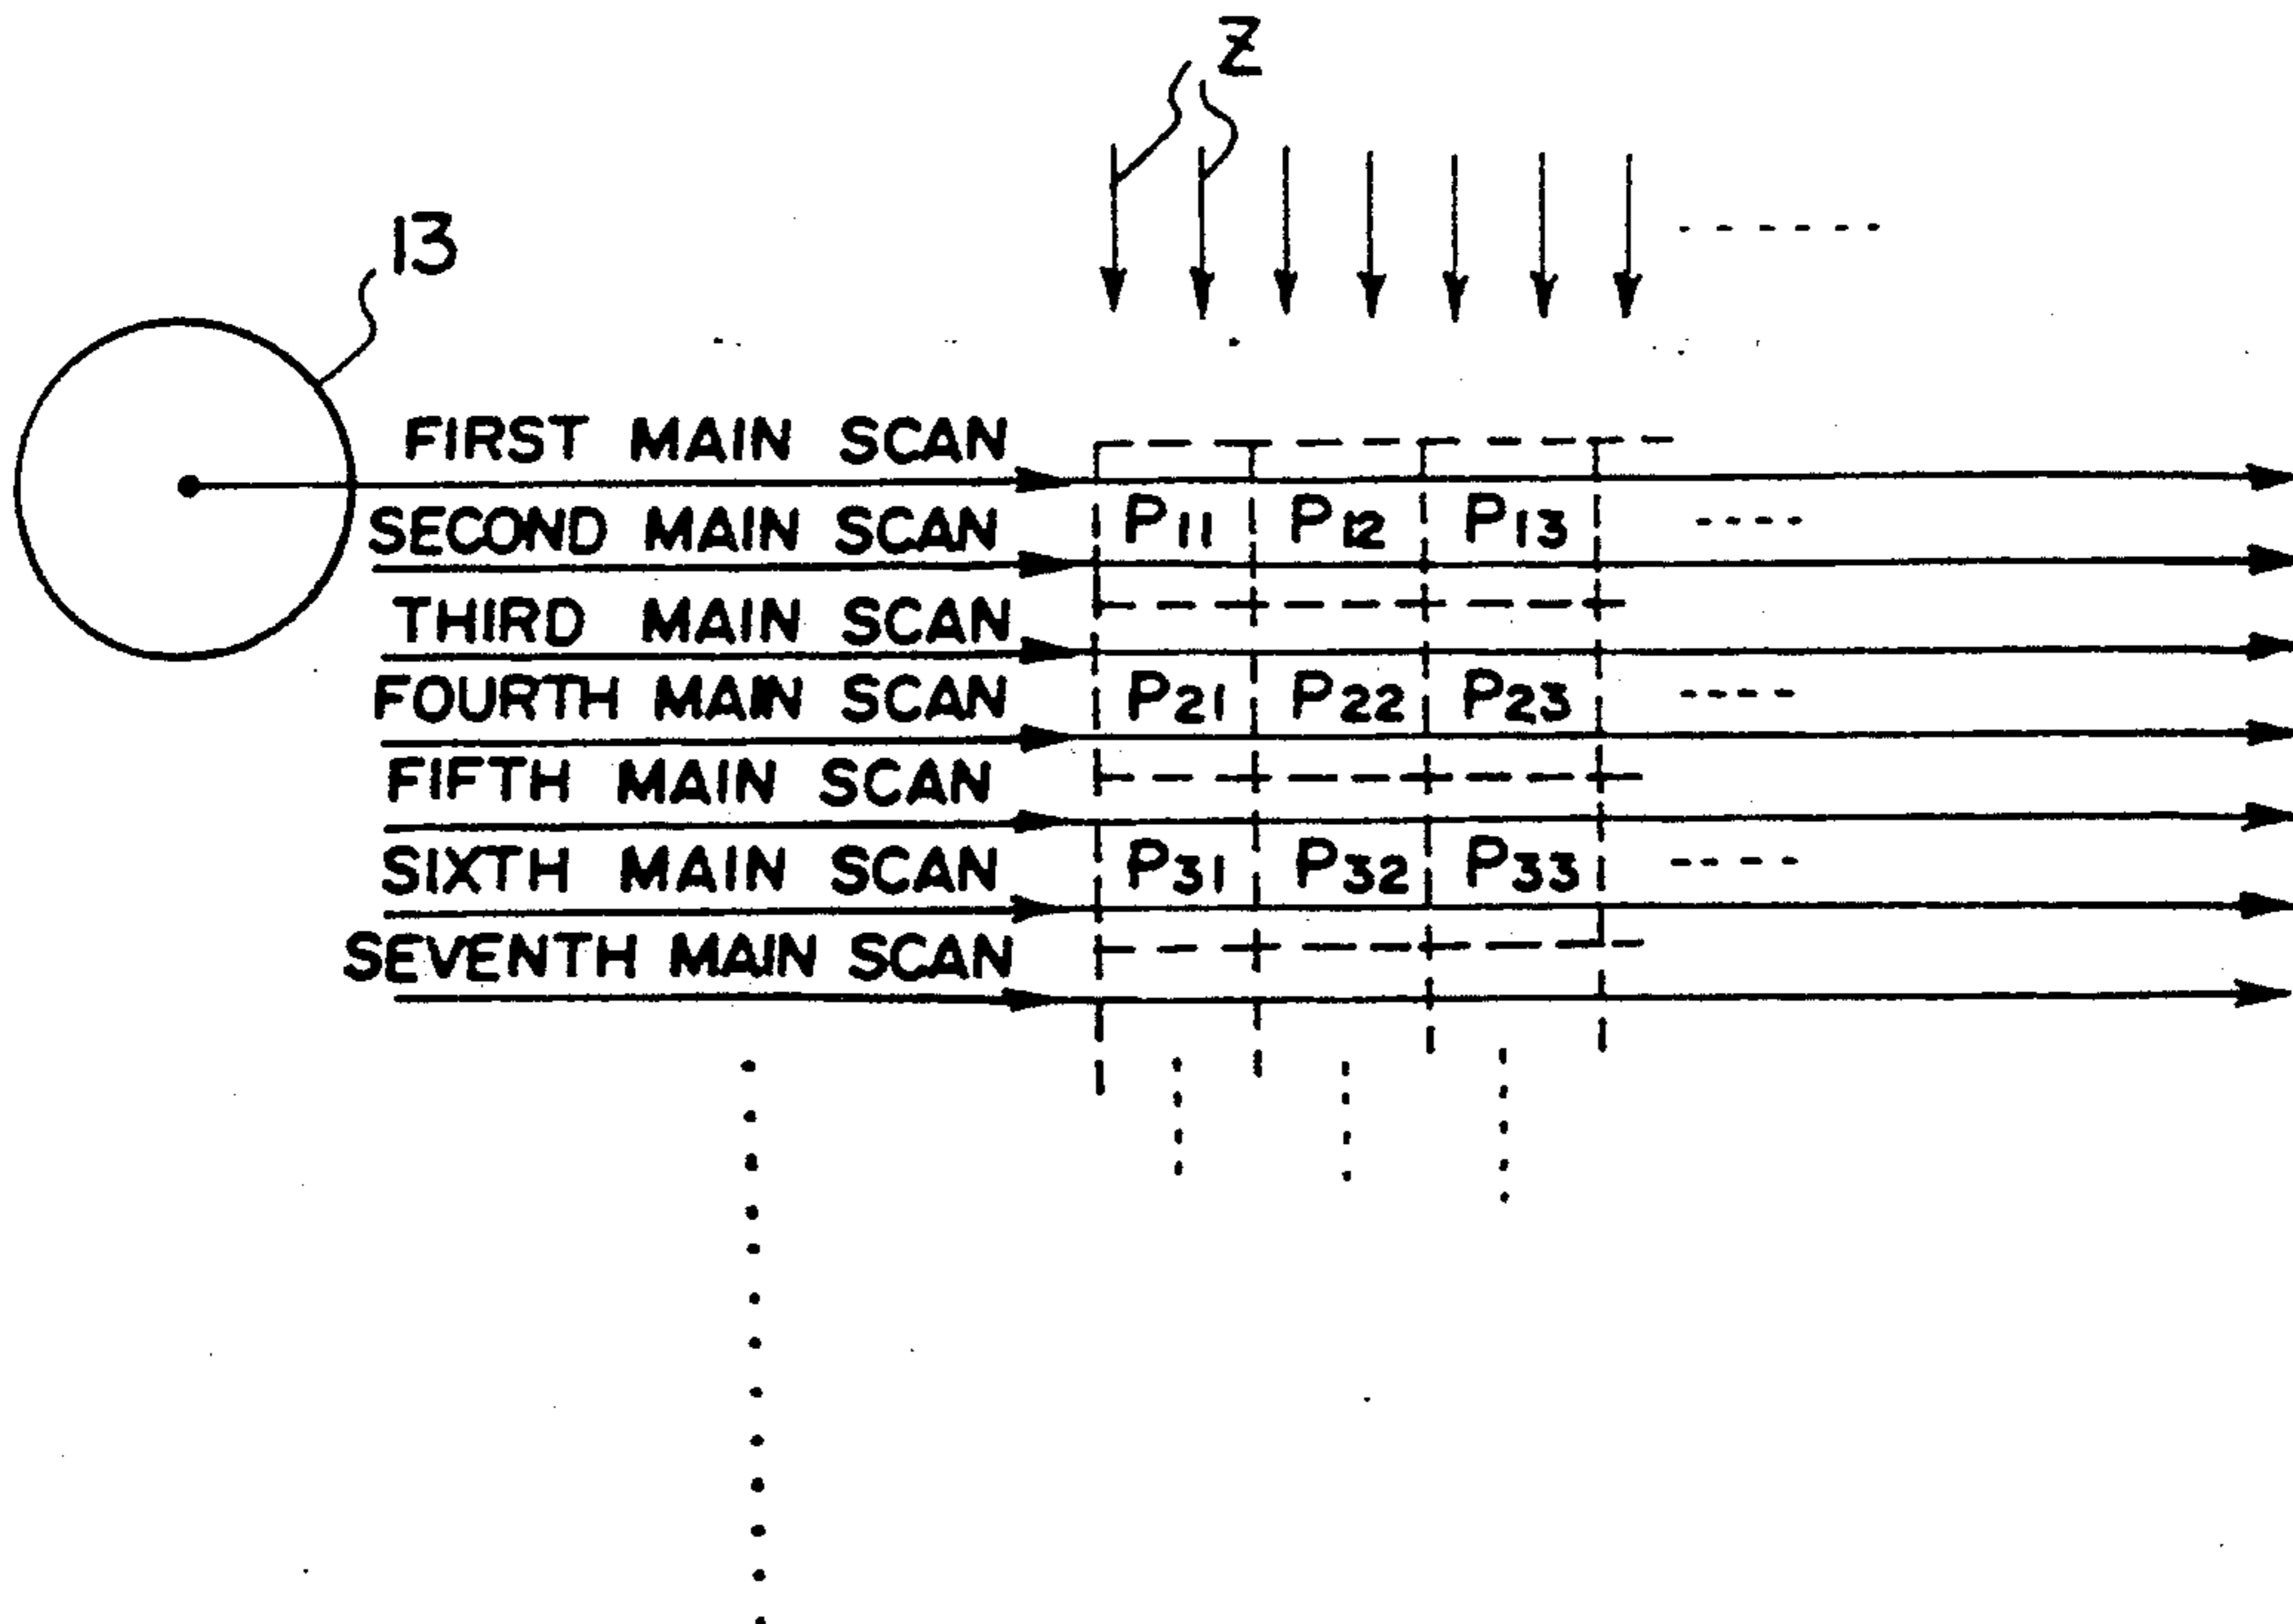 Z
13
FIRST MAIN SCAN
P11 P12 P13
SECOND MAIN SCAN
THIRD MAIN SCAN
P21 P22 P23
FOURTH MAIN SCAN
FIFTH MAIN SCAN
P31 P32 P33
SIXTH MAIN SCAN
SEVENTH MAIN SCAN